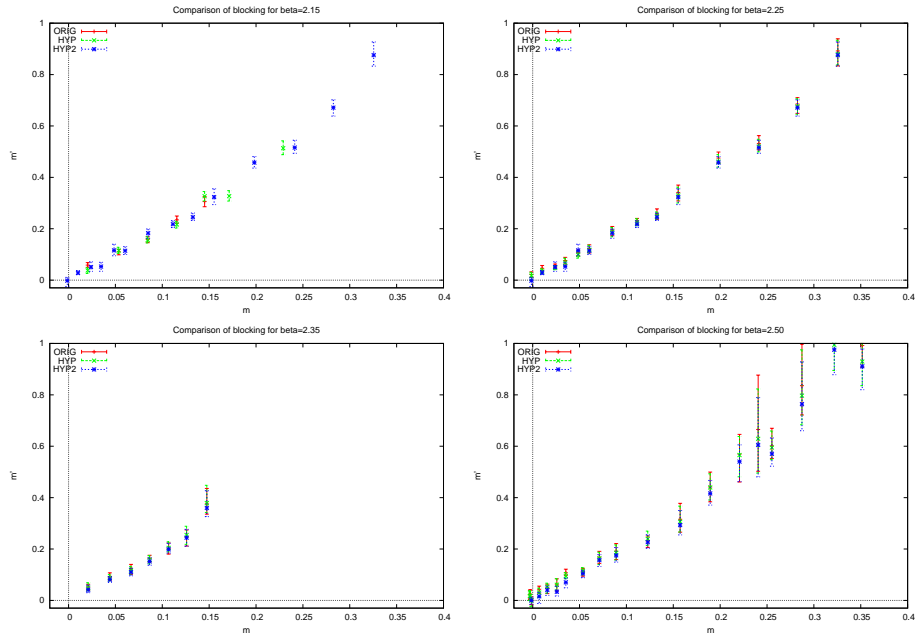 Comparison of blocking for beta=2.15
ORIG
HYP
HYP2
m'
1
0.8
0.6
0.4
0.2
0
0
0.05
0.1
0.15
0.2
0.25
0.3
0.35
0.4
m
Comparison of blocking for beta=2.25
ORIG
HYP
HYP2
m'
1
0.8
0.6
0.4
0.2
0
0
0.05
0.1
0.15
0.2
0.25
0.3
0.35
0.4
m
Comparison of blocking for beta=2.35
ORIG
HYP
HYP2
m'
1
0.8
0.6
0.4
0.2
0
0
0.05
0.1
0.15
0.2
0.25
0.3
0.35
0.4
m
Comparison of blocking for beta=2.50
ORIG
HYP
HYP2
m'
1
0.8
0.6
0.4
0.2
0
0
0.05
0.1
0.15
0.2
0.25
0.3
0.35
0.4
m